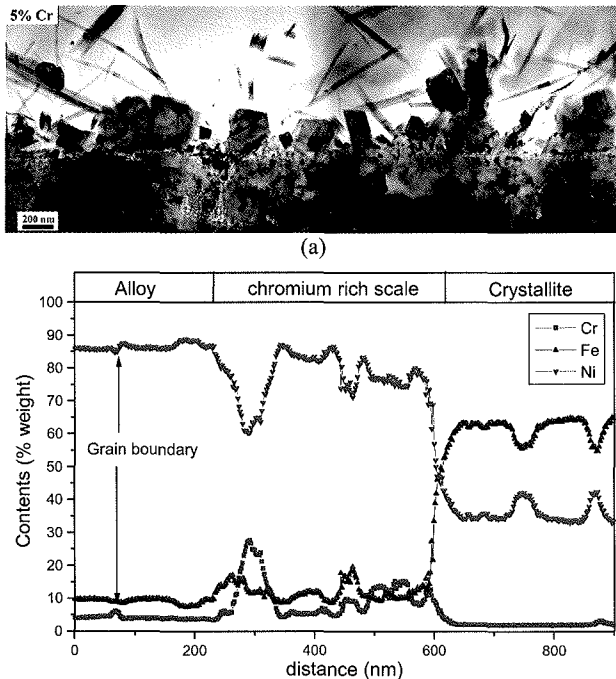 5% Cr
200 nm
(a)
Alloy
chromium rich scale
Crystallite
100
90
80
70
60
50
40
30
20
10
0
Contents (% weight)
Grain boundary
Cr
Fe
Ni
0
200
400
600
800
distance (nm)